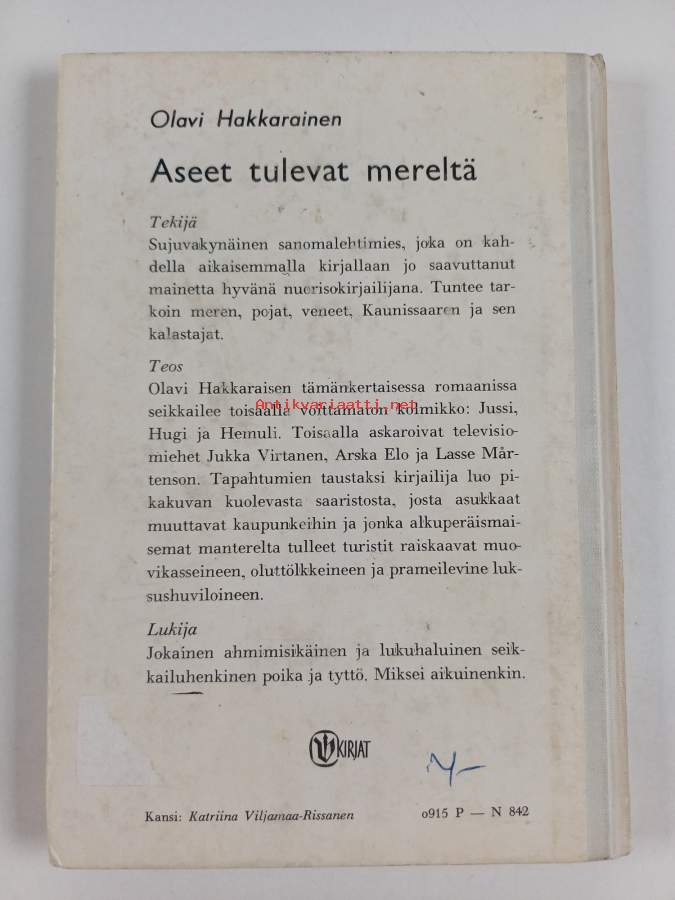 Olavi Hakkarainen
Aseet tulevat mereltä
Tekijä
Sujuvakynäinen sanomalehtimies, joka on kah-
della aikaisemmalla kirjallaan jo saavuttanut
mainetta hyvänä nuorisokirjailijana. Tuntee tar-
koin meren, pojat, veneet, Kaunissaaren ja sen
kalastajat.
Teos
Olavi Hakkaraisen tämänkertaisessa romaanissa
seikkailee toisaalla voittamaton kolmikko: Jussi,
Antikvariaatti.net
Hugi ja Hemuli. Toisaalla askaroivat televisio-
miehet Jukka Virtanen, Arska Elo ja Lasse Mår-
tenson. Tapahtumien taustaksi kirjailija luo pi-
kakuvan kuolevasta saaristosta, josta asukkaat
muuttavat kaupunkeihin ja jonka alkuperäismai-
semat manterelta tulleet turistit raiskaavat muo-
vikasseineen, oluttölkkeineen ja prameilevine luk-
sushuviloineen.
Lukija
Jokainen ahmimisikäinen ja lukuhaluinen seik-
kailuhenkinen poika ja tyttö. Miksei aikuinenkin.
KIRJAT
Kansi: Katriina Viljamaa-Rissanen
o915 P — N 842